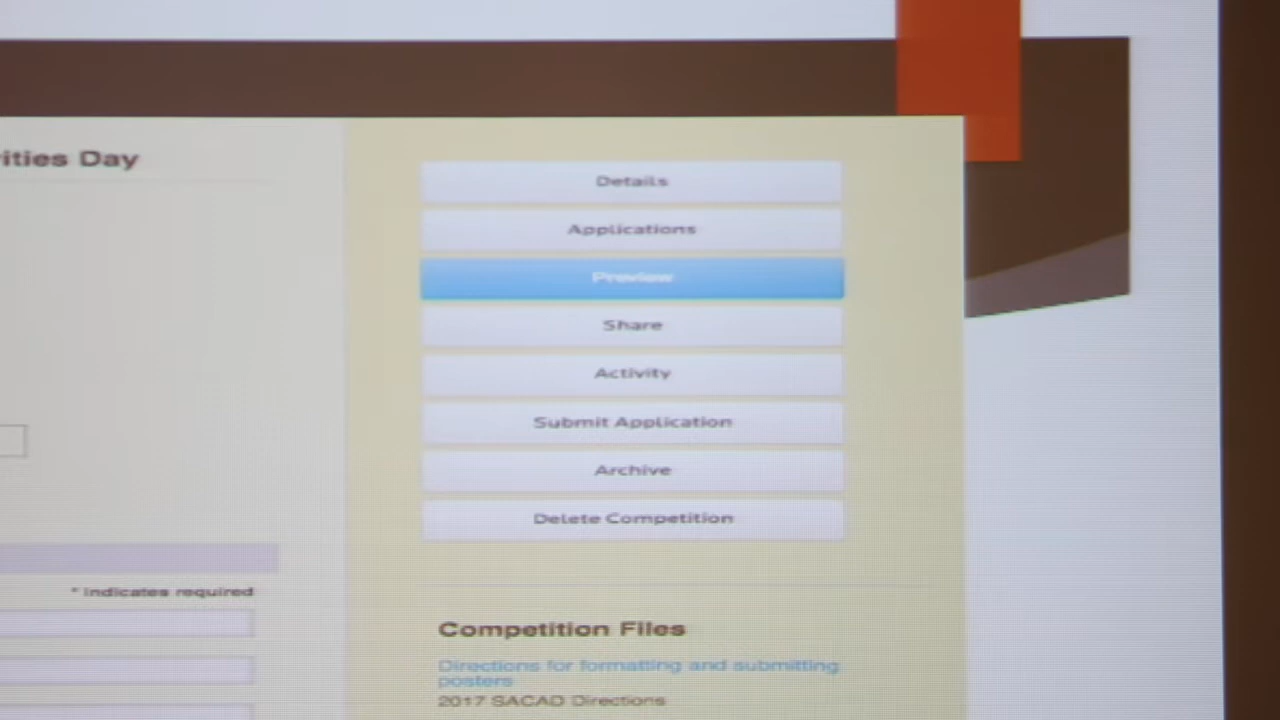 ities Day
Details
Applications
Preview
Share
Activity
Submit Application
Archive
Delete Competition
* Indicates required
Competition Files
Directions for formatting and submitting
posters
2017 SACAD Directions